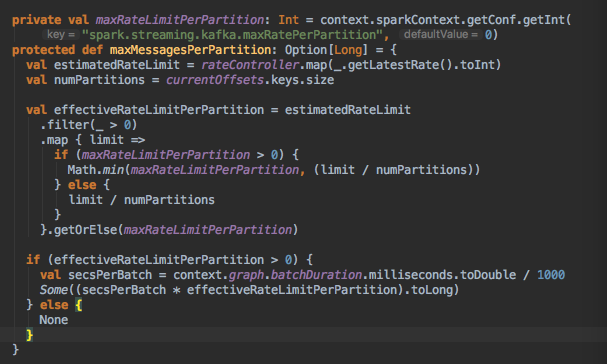 private val maxRateLimitPerPartition: Int = context.sparkContext.getConf.getInt(
key = "spark.streaming.kafka.maxRatePerPartition", defaultValue = 0)
protected def maxMessagesPerPartition: Option[Long] = {
val estimatedRateLimit = rateController.map(_.getLatestRate().toInt)
val numPartitions = currentOffsets.keys.size
val effectiveRateLimitPerPartition = estimatedRateLimit
.filter(_ > 0)
.map { limit =>
if (maxRateLimitPerPartition > 0) {
Math.min(maxRateLimitPerPartition, (limit / numPartitions))
} else {
limit / numPartitions
}
}.getOrElse(maxRateLimitPerPartition)
if (effectiveRateLimitPerPartition > 0) {
val secsPerBatch = context.graph.batchDuration.milliseconds.toDouble / 1000
Some((secsPerBatch * effectiveRateLimitPerPartition).toLong)
} else {
None
}
}